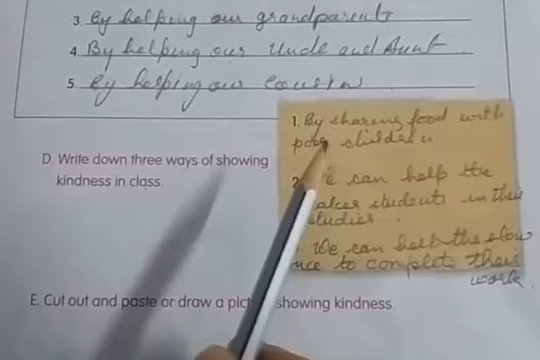 3. By helping our grandparents
4. By helping our Uncle and Aunt
5. By helping our cousin
D. Write down three ways of showing
kindness in class.
1. By sharing food with
children
can help the
students in their
studies.
We can help the slow
to complete their
work.
E. Cut out and paste or draw a showing kindness.